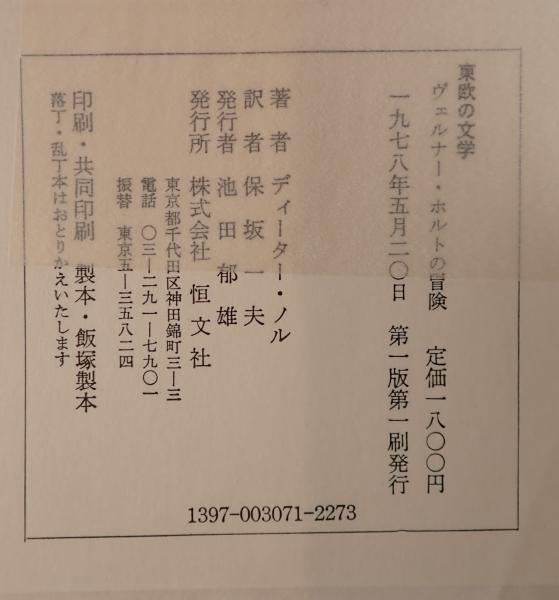 東欧の文学
ヴェルナー・ホルトの冒険 定価一八〇〇円
一九七八年五月二〇日 第一版第一刷発行
著者 ディーター・ノル
訳者 保坂一夫
発行者 池田郁雄
発行所 株式会社 恒文社
東京都千代田区神田錦町三—三
電話 〇三—二九一—七九〇一
振替 東京五—三五八二四
印刷・共同印刷 製本・飯塚製本
落丁・乱丁本はおとりかえいたします
1397-003071-2273